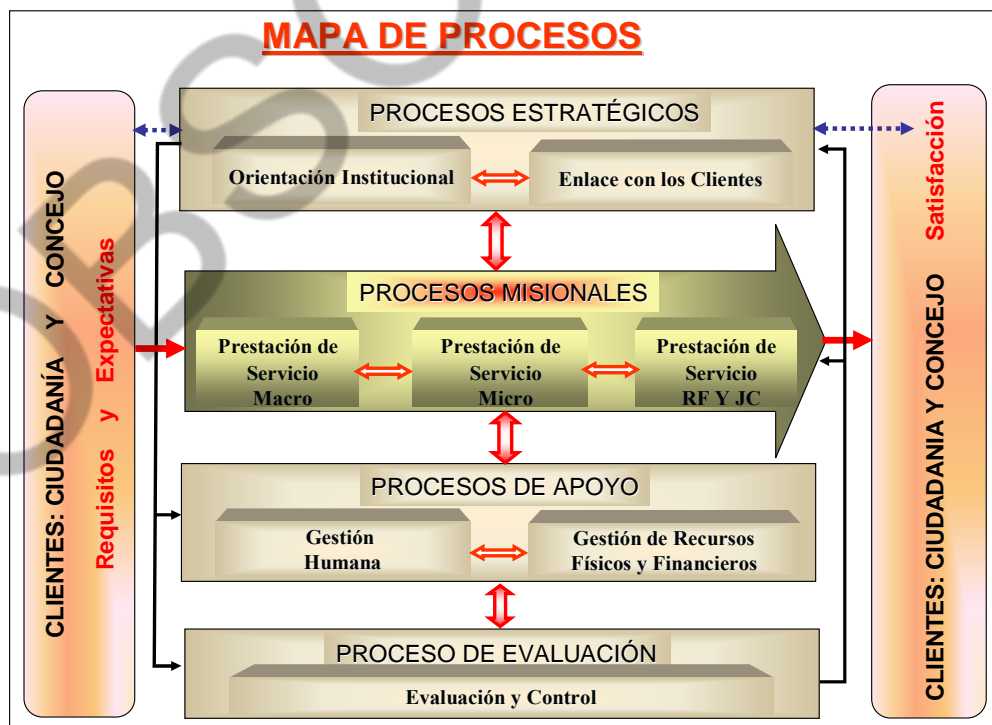 MAPA DE PROCESOS
CLIENTES: CIUDADANÍA Y CONCEJO
Requisitos y Expectativas
PROCESOS ESTRATÉGICOS
Orientación Institucional
Enlace con los Clientes
PROCESOS MISIONALES
Prestación de
Servicio
Macro
Prestación de
Servicio
Micro
Prestación de
Servicio
RF Y JC
PROCESOS DE APOYO
Gestión
Humana
Gestión de Recursos
Físicos y Financieros
PROCESO DE EVALUACIÓN
Evaluación y Control
CLIENTES: CIUDADANIA Y CONCEJO
Satisfacción